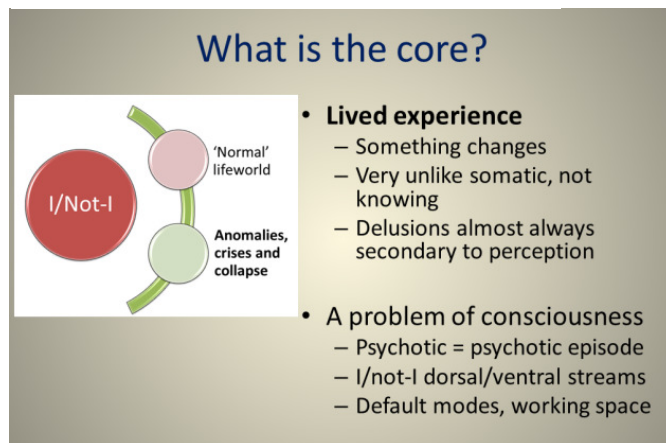 What is the core?
I/Not-I
'Normal'
lifeworld
Anomalies,
crises and
collapse
• Lived experience
– Something changes
– Very unlike somatic, not
knowing
– Delusions almost always
secondary to perception
• A problem of consciousness
– Psychotic = psychotic episode
– I/not-I dorsal/ventral streams
– Default modes, working space